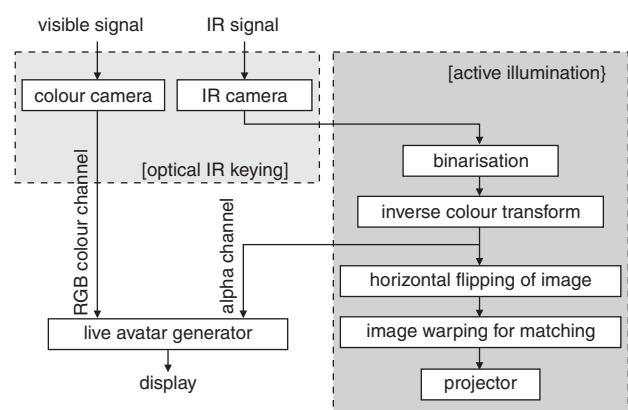 visible signal
IR signal
[active illumination}
colour camera
IR camera
binarisation
[optical IR keying]
inverse colour transform
RGB colour channel
alpha channel
horizontal flipping of image
live avatar generator
image warping for matching
display
projector